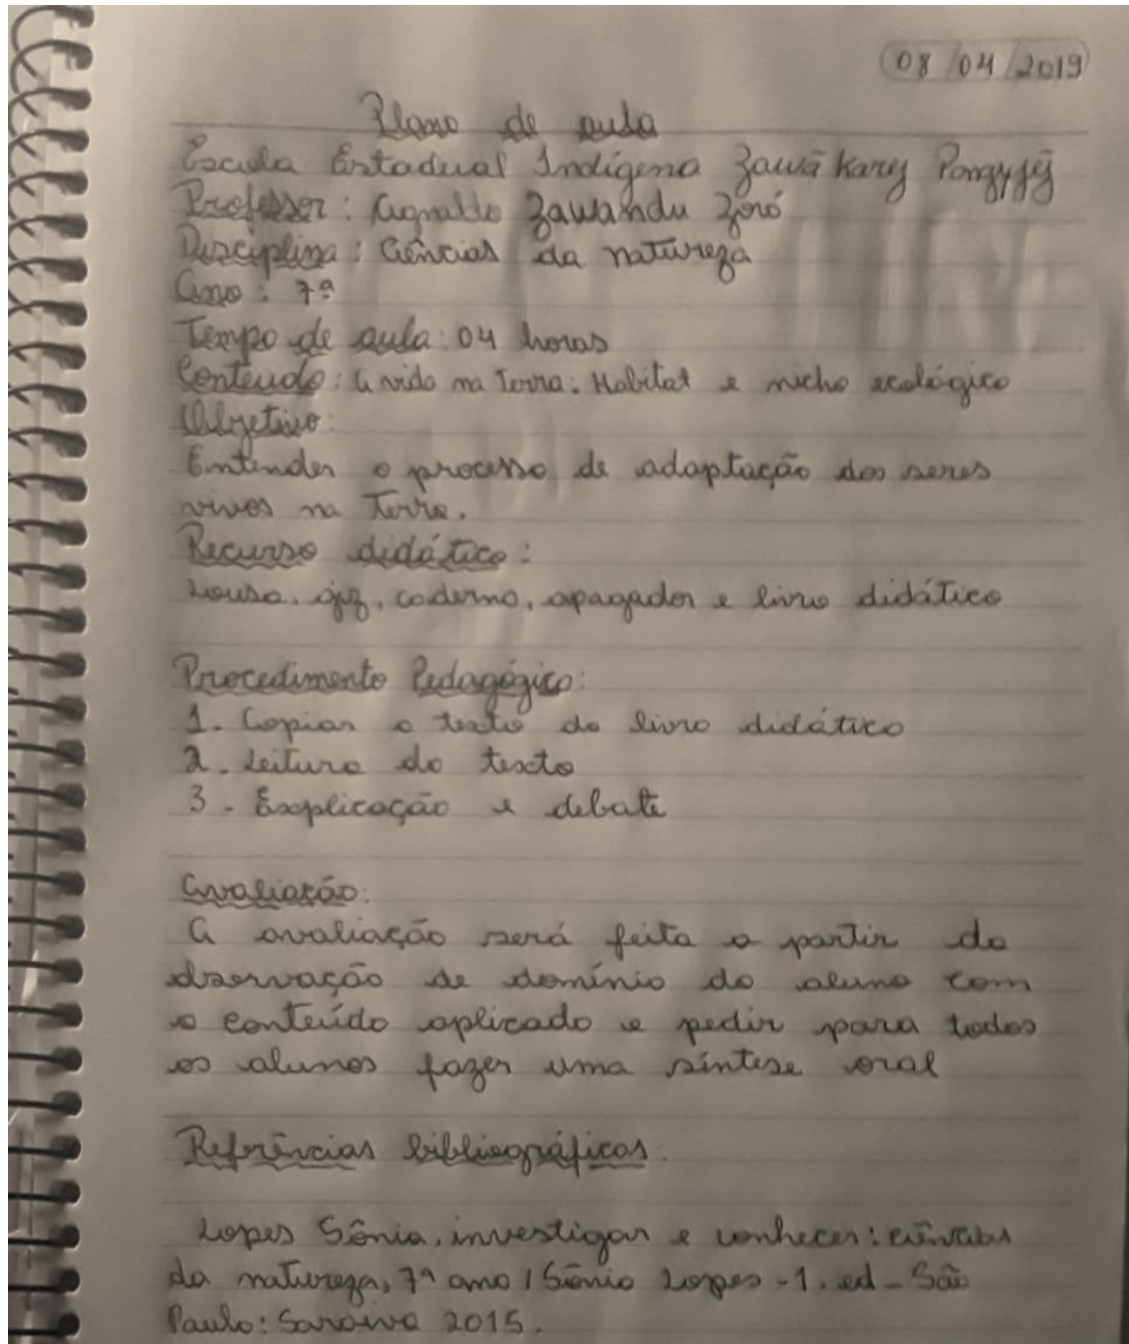 08/04/2019
Plano de aula
Escola Estadual Indígena Zawã Karej Pangyjẽj
Professor: Agnaldo Zawandu Zoró
Disciplina: Ciências da natureza
Ano: 7ª
Tempo de aula: 04 horas
Conteudo: A vida na Terra: Habitat e nicho ecológico
Objetivo:
Entender o processo de adaptação dos seres
vivos na Terra.
Recurso didático:
Lousa, giz, caderno, apagador e livro didático
Procedimento Pedagógico:
1. Copiar o texto do livro didático
2. Leitura do texto
3 - Explicação e debate
Avaliação:
A avaliação será feita a partir da
observação de domínio do aluno com
o conteúdo aplicado e pedir para todos
os alunos fazer uma síntese oral
Referências bibliográficas:
Lopes Sônia, investigar e conhecer: ciências
da natureza, 7º ano / Sônia Lopes - 1. ed - São
Paulo: Saraiva 2015.